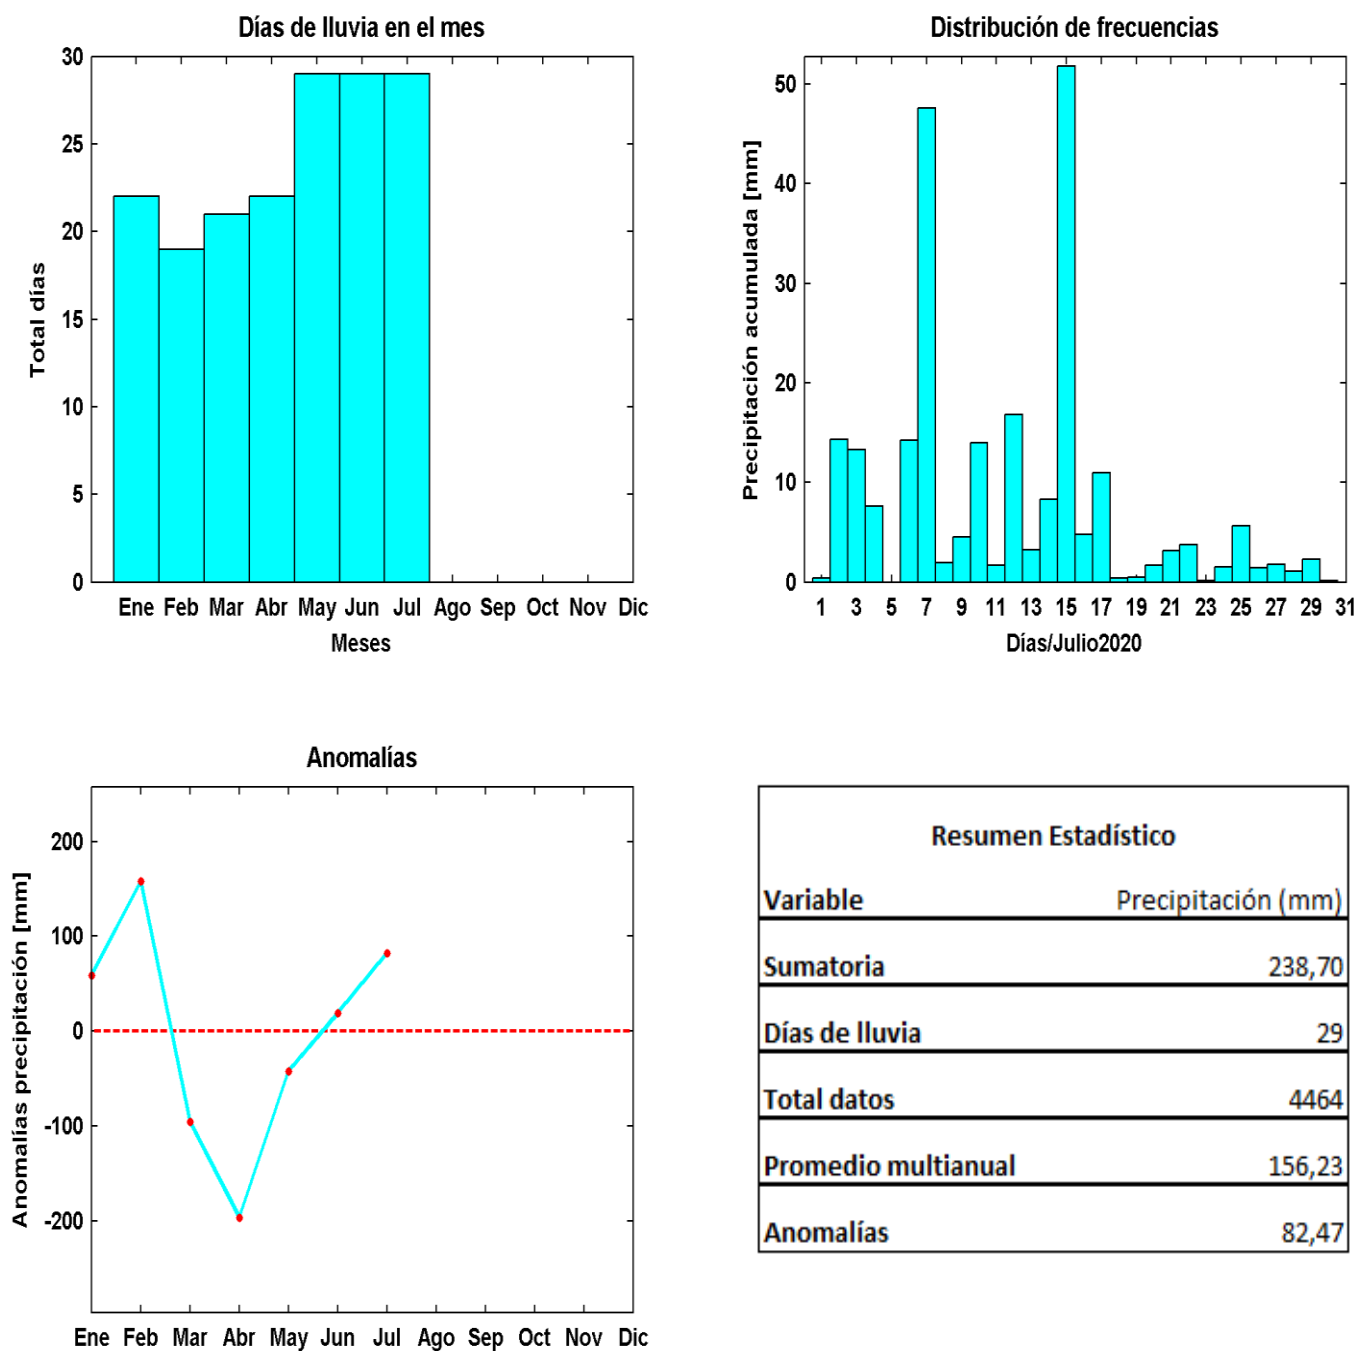 Días de lluvia en el mes
30
25
20
15
10
5
0
Total días
Ene Feb Mar Abr May Jun Jul Ago Sep Oct Nov Dic
Meses
Distribución de frecuencias
50
40
30
20
10
0
Precipitación acumulada [mm]
1 3 5 7 9 11 13 15 17 19 21 23 25 27 29 31
Días/Julio2020
Anomalías
200
100
0
-100
-200
Anomalías precipitación [mm]
Ene Feb Mar Abr May Jun Jul Ago Sep Oct Nov Dic
Resumen Estadístico
Variable Precipitación (mm)
Sumatoria 238,70
Días de lluvia 29
Total datos 4464
Promedio multianual 156,23
Anomalías 82,47